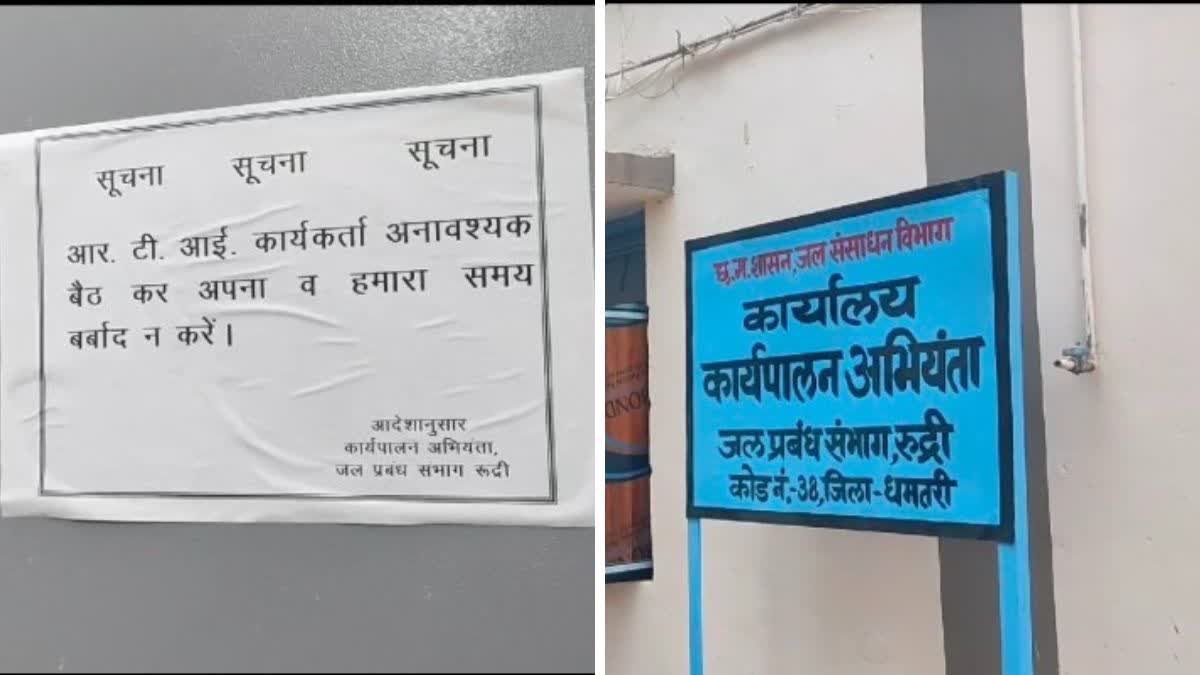 सूचना सूचना सूचना
आर. टी. आई. कार्यकर्ता अनावश्यक
बैठ कर अपना व हमारा समय
बर्बाद न करें।
आदेशानुसार
कार्यपालन अभियंता,
जल प्रबंध संभाग रूद्री
छ.ग.शासन,जल संसाधन विभाग
कार्यालय
कार्यपालन अभियंता
जल प्रबंध संभाग,रुद्री
कोड नं.-38,जिला-धमतरी